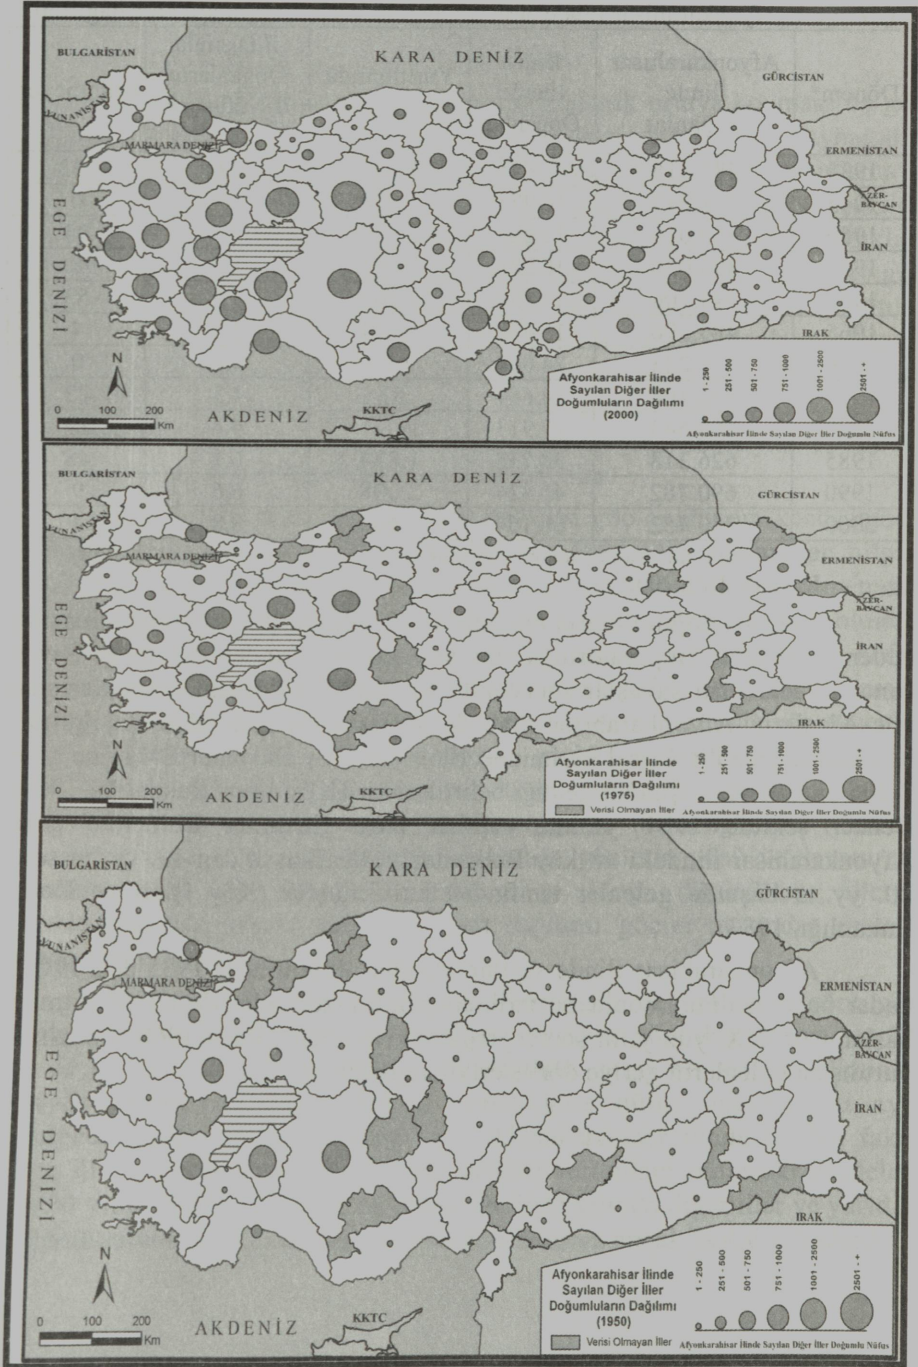 BULGARİSTAN
KARA DENİZ
GÜRCİSTAN
YUNANİSTAN
MARMARA DENİZİ
ERMENİSTAN
EZER-
BAYCAN
EGE DENİZİ
İRAN
IRAK
N
0 100 200
Km
AKDENİZ
KKTC
Afyonkarahisar İlinde
Sayılan Diğer İller
Doğumluların Dağılımı
(2000)
1 - 250
251 - 500
501 - 750
751 - 1000
1001 - 2500
2501 - +
Afyonkarahisar İlinde Sayılan Diğer İller Doğumlu Nüfus
BULGARİSTAN
KARA DENİZ
GÜRCİSTAN
YUNANİSTAN
MARMARA DENİZİ
ERMENİSTAN
EZER-
BAYCAN
EGE DENİZİ
İRAN
IRAK
N
0 100 200
Km
AKDENİZ
KKTC
Afyonkarahisar İlinde
Sayılan Diğer İller
Doğumluların Dağılımı
(1975)
Verisi Olmayan İller
1 - 250
251 - 500
501 - 750
751 - 1000
1001 - 2500
2501 - +
Afyonkarahisar İlinde Sayılan Diğer İller Doğumlu Nüfus
BULGARİSTAN
KARA DENİZ
GÜRCİSTAN
YUNANİSTAN
MARMARA DENİZİ
ERMENİSTAN
EZER-
BAYCAN
EGE DENİZİ
İRAN
IRAK
N
0 100 200
Km
AKDENİZ
KKTC
Afyonkarahisar İlinde
Sayılan Diğer İller
Doğumluların Dağılımı
(1950)
Verisi Olmayan İller
1 - 250
251 - 500
501 - 750
751 - 1000
1001 - 2500
2501 - +
Afyonkarahisar İlinde Sayılan Diğer İller Doğumlu Nüfus